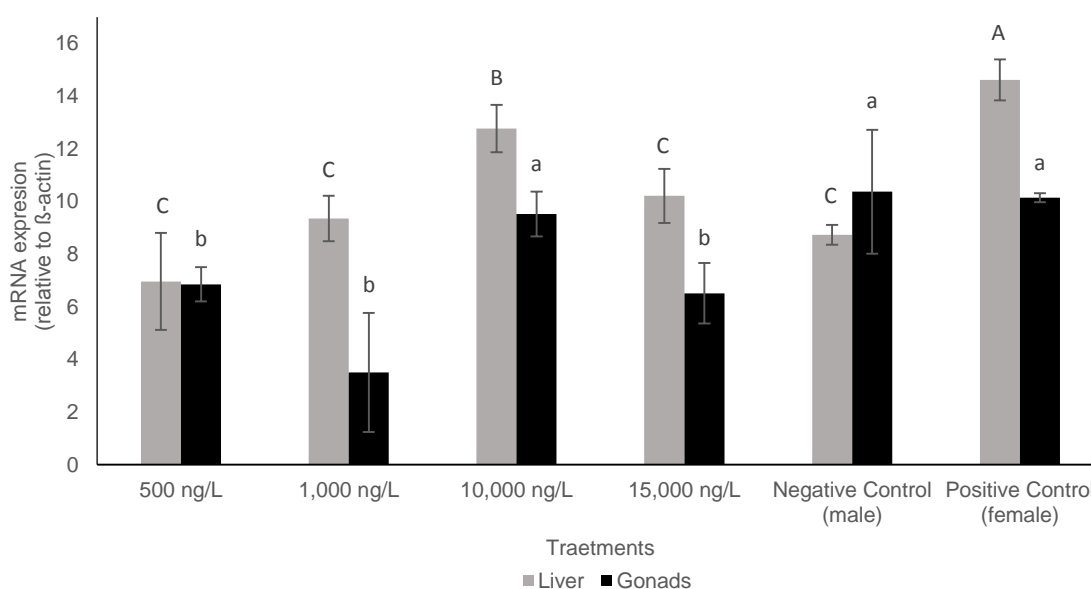 mRNA expresion
(relative to ß-actin)
16
14
12
10
8
6
4
2
0
C
b
C
b
B
a
C
b
C
a
A
a
500 ng/L
1,000 ng/L
10,000 ng/L
15,000 ng/L
Negative Control
(male)
Positive Control
(female)
Traetments
Liver
Gonads